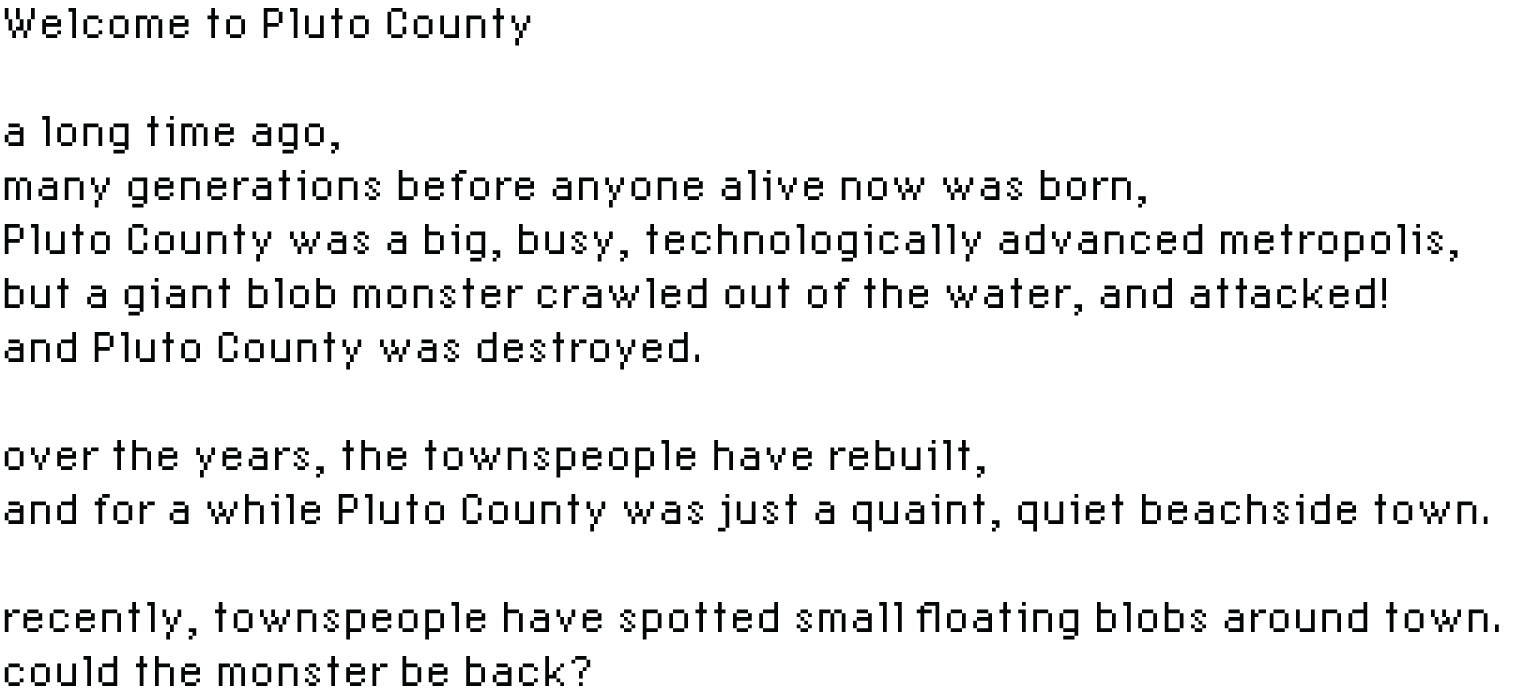 Welcome to Pluto County
a long time ago,
many generations before anyone alive now was born,
Pluto County was a big, busy, technologically advanced metropolis,
but a giant blob monster crawled out of the water, and attacked!
and Pluto County was destroyed.
over the years, the townspeople have rebuilt,
and for a while Pluto County was just a quaint, quiet beachside town.
recently, townspeople have spotted small floating blobs around town.
could the monster be back?